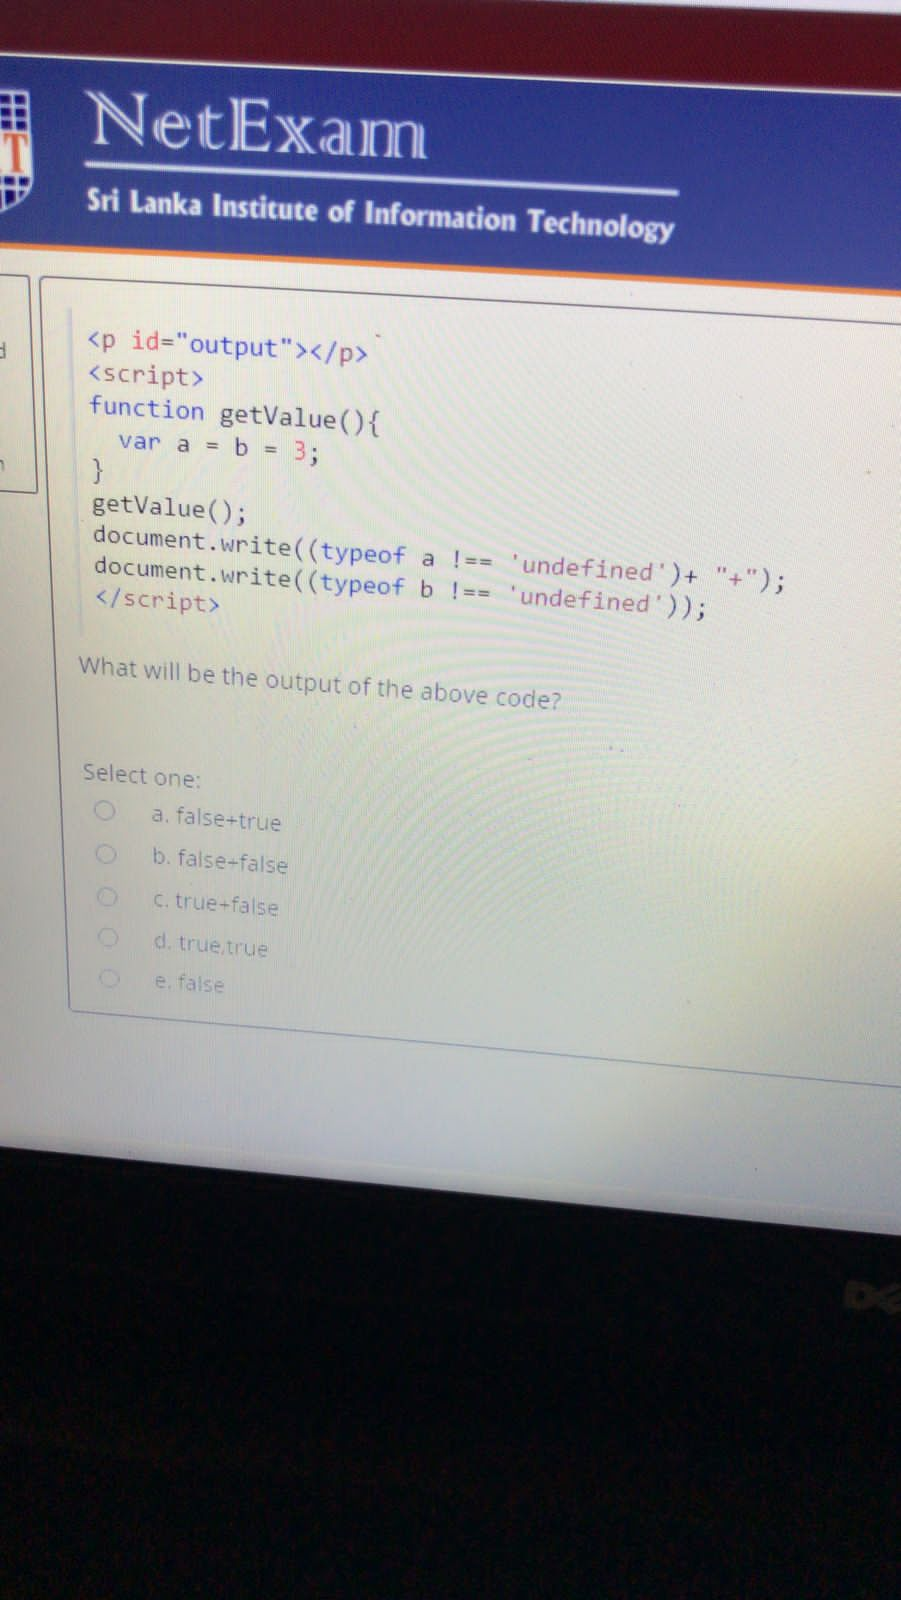 T
NetExam
Sri Lanka Institute of Information Technology
<p id="output"></p>
<script>
function getValue(){
var a = b = 3;
}
getValue();
document.write((typeof a !== 'undefined')+ "+");
document.write((typeof b !== 'undefined'));
</script>
What will be the output of the above code?
Select one:
a. false+true
b. false+false
c. true+false
d. true,true
e. false